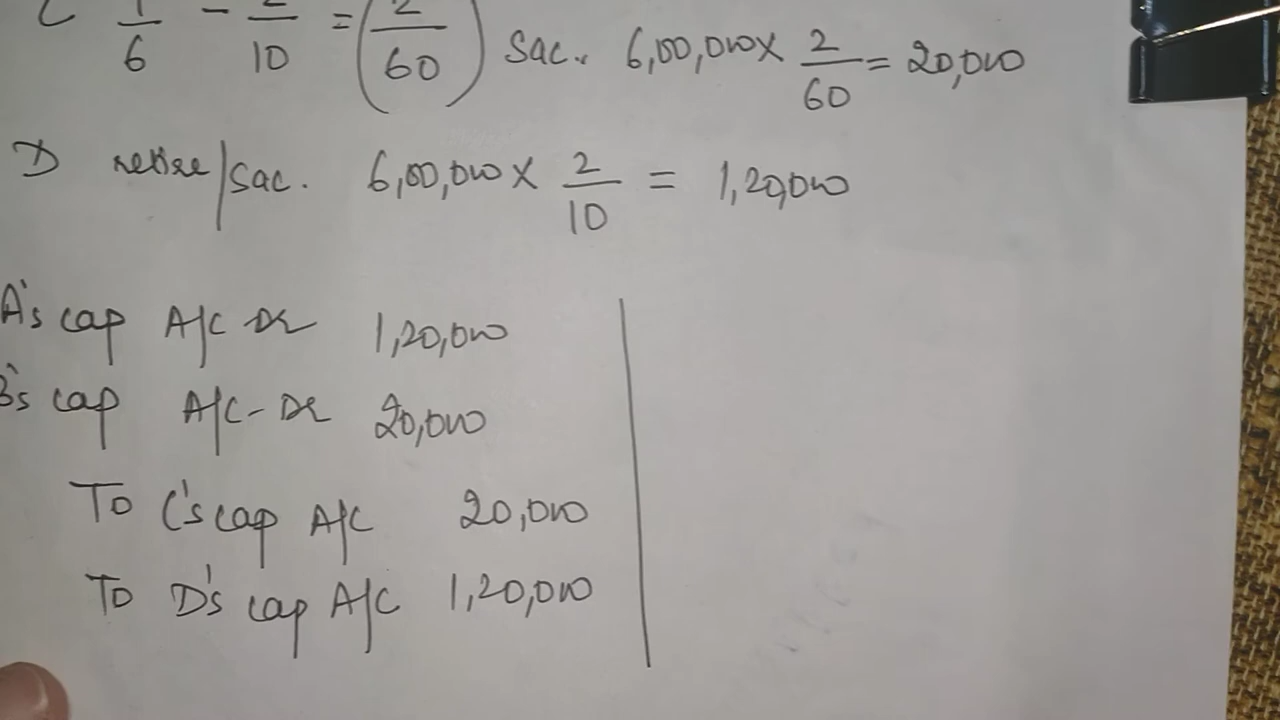 C 1/6 - 2/10 = (2/60) Sac. 6,00,000 x 2/60 = 20,000
D retire/Sac. 6,00,000 x 2/10 = 1,20,000
A's cap A/C Dr 1,20,000
B's cap A/C - Dr 20,000
To C's cap A/C 20,000
To D's cap A/C 1,20,000